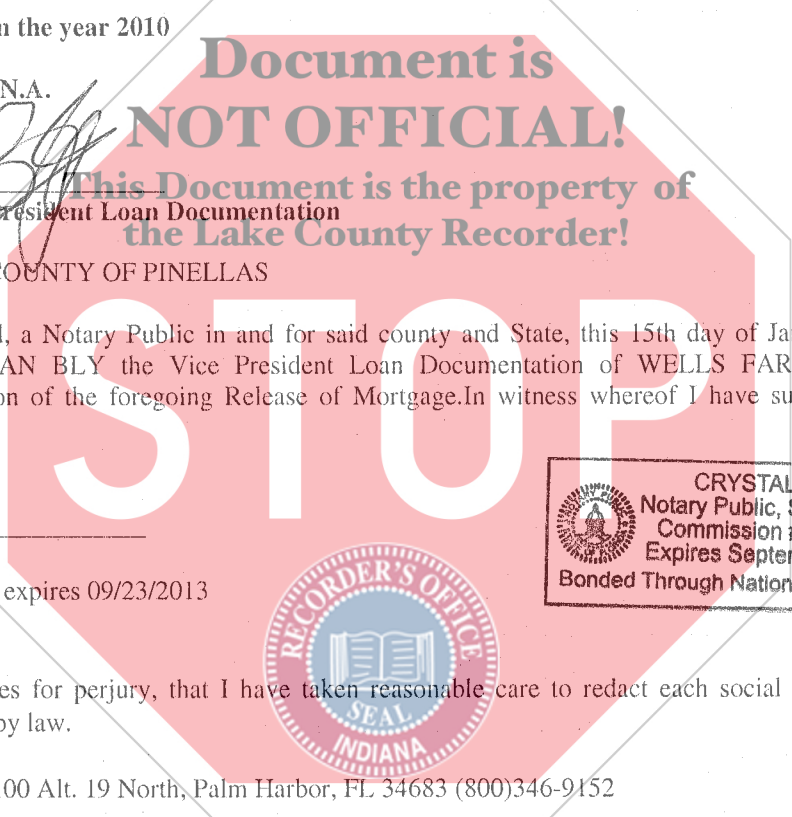 n the year 2010
Document is
N.A.
NOT OFFICIAL!
This Document is the property of
resident Loan Documentation
the Lake County Recorder!
COUNTY OF PINELLAS
STOP!
, a Notary Public in and for said county and State, this 15th day of Ja
AN BLY the Vice President Loan Documentation of WELLS FAR
on of the foregoing Release of Mortgage.In witness whereof I have su
CRYSTAL
Notary Public, S
Commission
Expires Septe
Bonded Through Nation
NOTARY PUBLIC
expires 09/23/2013
RECORDER'S OFFICE
SEAL
INDIANA
es for perjury, that I have taken reasonable care to redact each social
by law.
00 Alt. 19 North, Palm Harbor, FL 34683 (800)346-9152